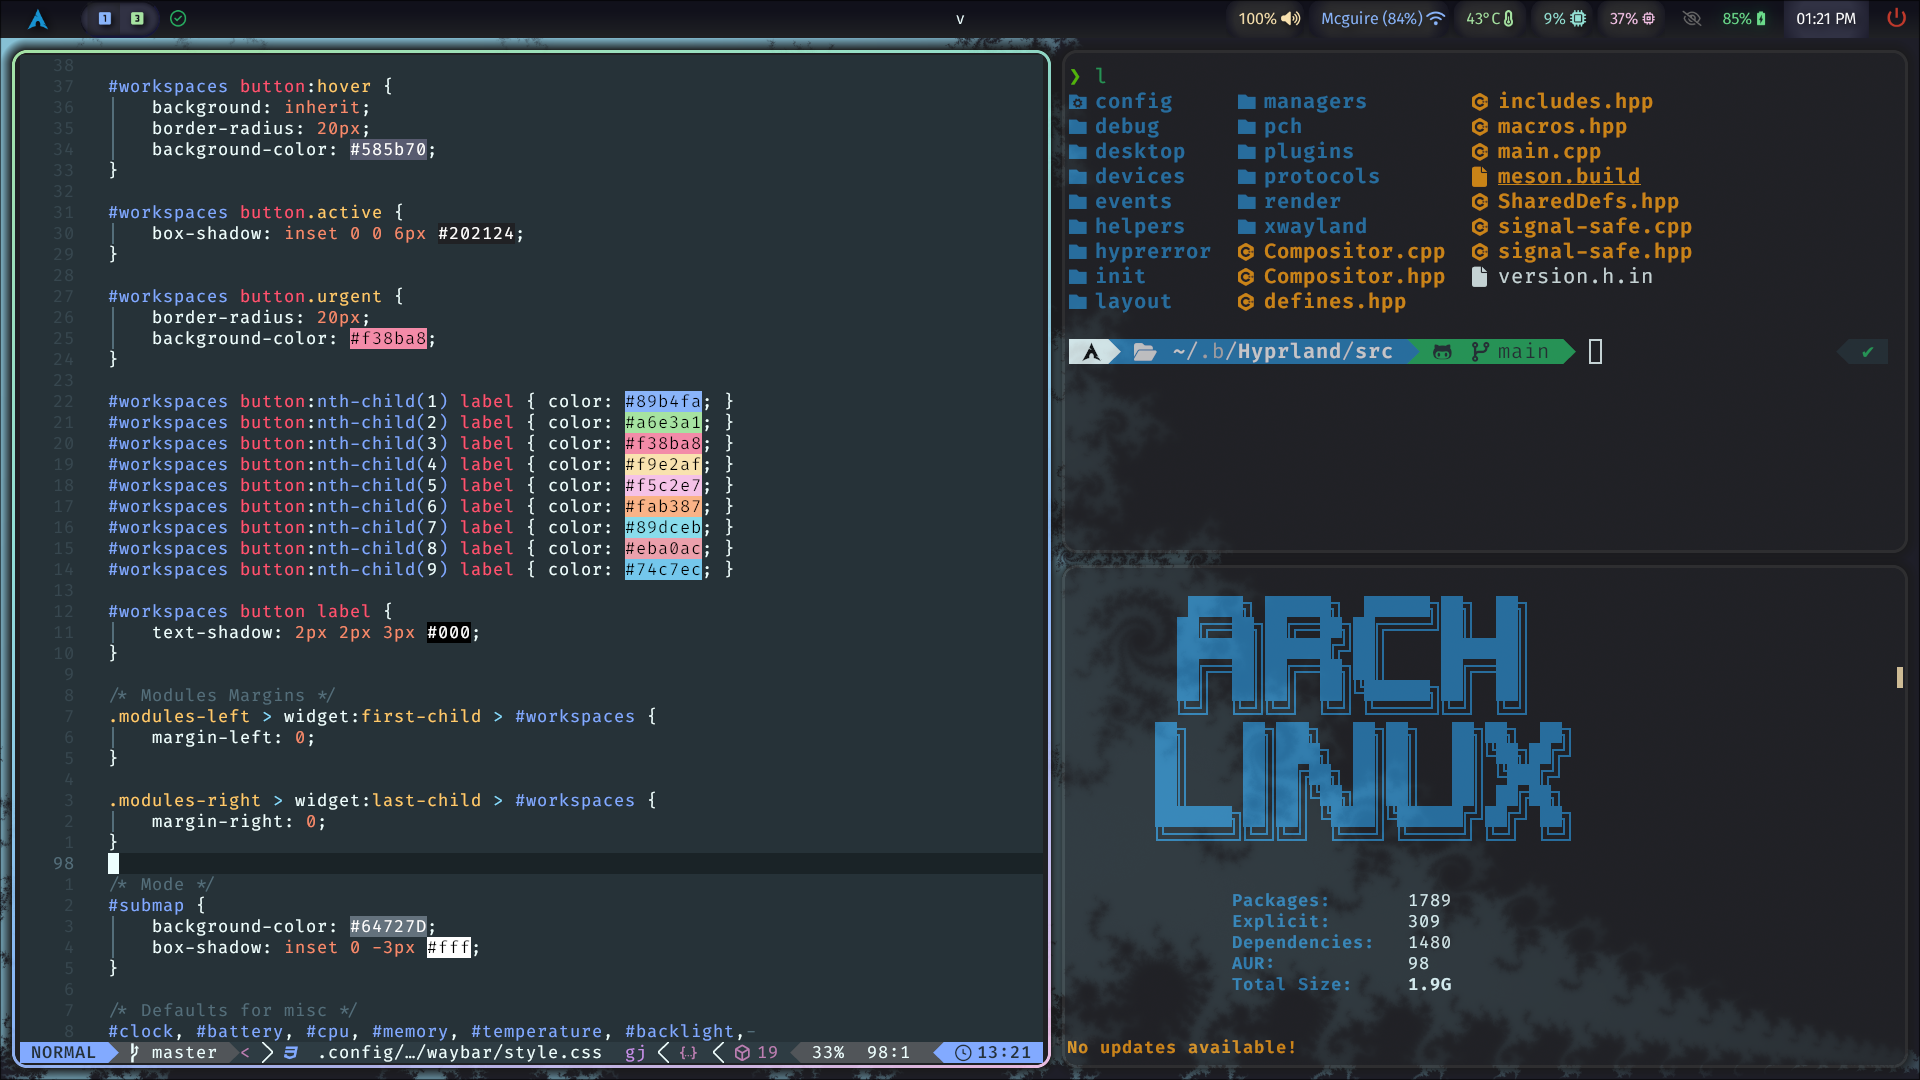 1 3 v 100% Mcguire (84%) 43°C 9% 37% 85% 01:21 PM
38
37 #workspaces button:hover {
36 background: inherit;
35 border-radius: 20px;
34 background-color: #585b70;
33 }
32
31 #workspaces button.active {
30 box-shadow: inset 0 0 6px #202124;
29 }
28
27 #workspaces button.urgent {
26 border-radius: 20px;
25 background-color: #f38ba8;
24 }
23
22 #workspaces button:nth-child(1) label { color: #89b4fa; }
21 #workspaces button:nth-child(2) label { color: #a6e3a1; }
20 #workspaces button:nth-child(3) label { color: #f38ba8; }
19 #workspaces button:nth-child(4) label { color: #f9e2af; }
18 #workspaces button:nth-child(5) label { color: #f5c2e7; }
17 #workspaces button:nth-child(6) label { color: #fab387; }
16 #workspaces button:nth-child(7) label { color: #89dceb; }
15 #workspaces button:nth-child(8) label { color: #eba0ac; }
14 #workspaces button:nth-child(9) label { color: #74c7ec; }
13
12 #workspaces button label {
11 text-shadow: 2px 2px 3px #000;
10 }
9
8 /* Modules Margins */
7 .modules-left > widget:first-child > #workspaces {
6 margin-left: 0;
5 }
4
3 .modules-right > widget:last-child > #workspaces {
2 margin-right: 0;
1 }
98
1 /* Mode */
2 #submap {
3 background-color: #64727D;
4 box-shadow: inset 0 -3px #fff;
5 }
6
7 /* Defaults for misc */
8 #clock, #battery, #cpu, #memory, #temperature, #backlight,-
NORMAL master < > .config/…/waybar/style.css gj < {…} < 19 33% 98:1 13:21
❯ l
config managers includes.hpp
debug pch macros.hpp
desktop plugins main.cpp
devices protocols meson.build
events render SharedDefs.hpp
helpers xwayland signal-safe.cpp
hyprerror Compositor.cpp signal-safe.hpp
init Compositor.hpp version.h.in
layout defines.hpp
~/.b/Hyprland/src main ✔
ARCH
LINUX
Packages: 1789
Explicit: 309
Dependencies: 1480
AUR: 98
Total Size: 1.9G
No updates available!